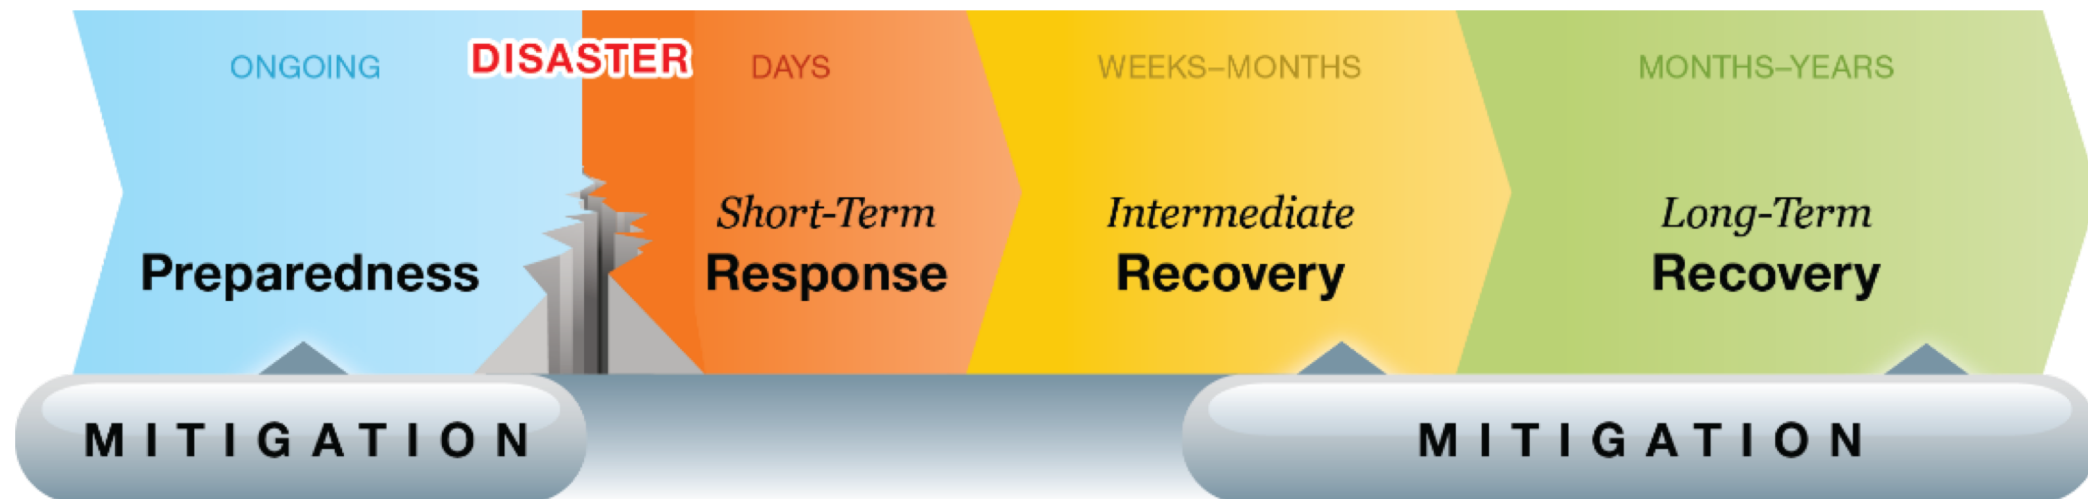 ONGOING
DISASTER
DAYS
WEEKS–MONTHS
MONTHS–YEARS
Preparedness
Short-Term
Response
Intermediate
Recovery
Long-Term
Recovery
MITIGATION
MITIGATION